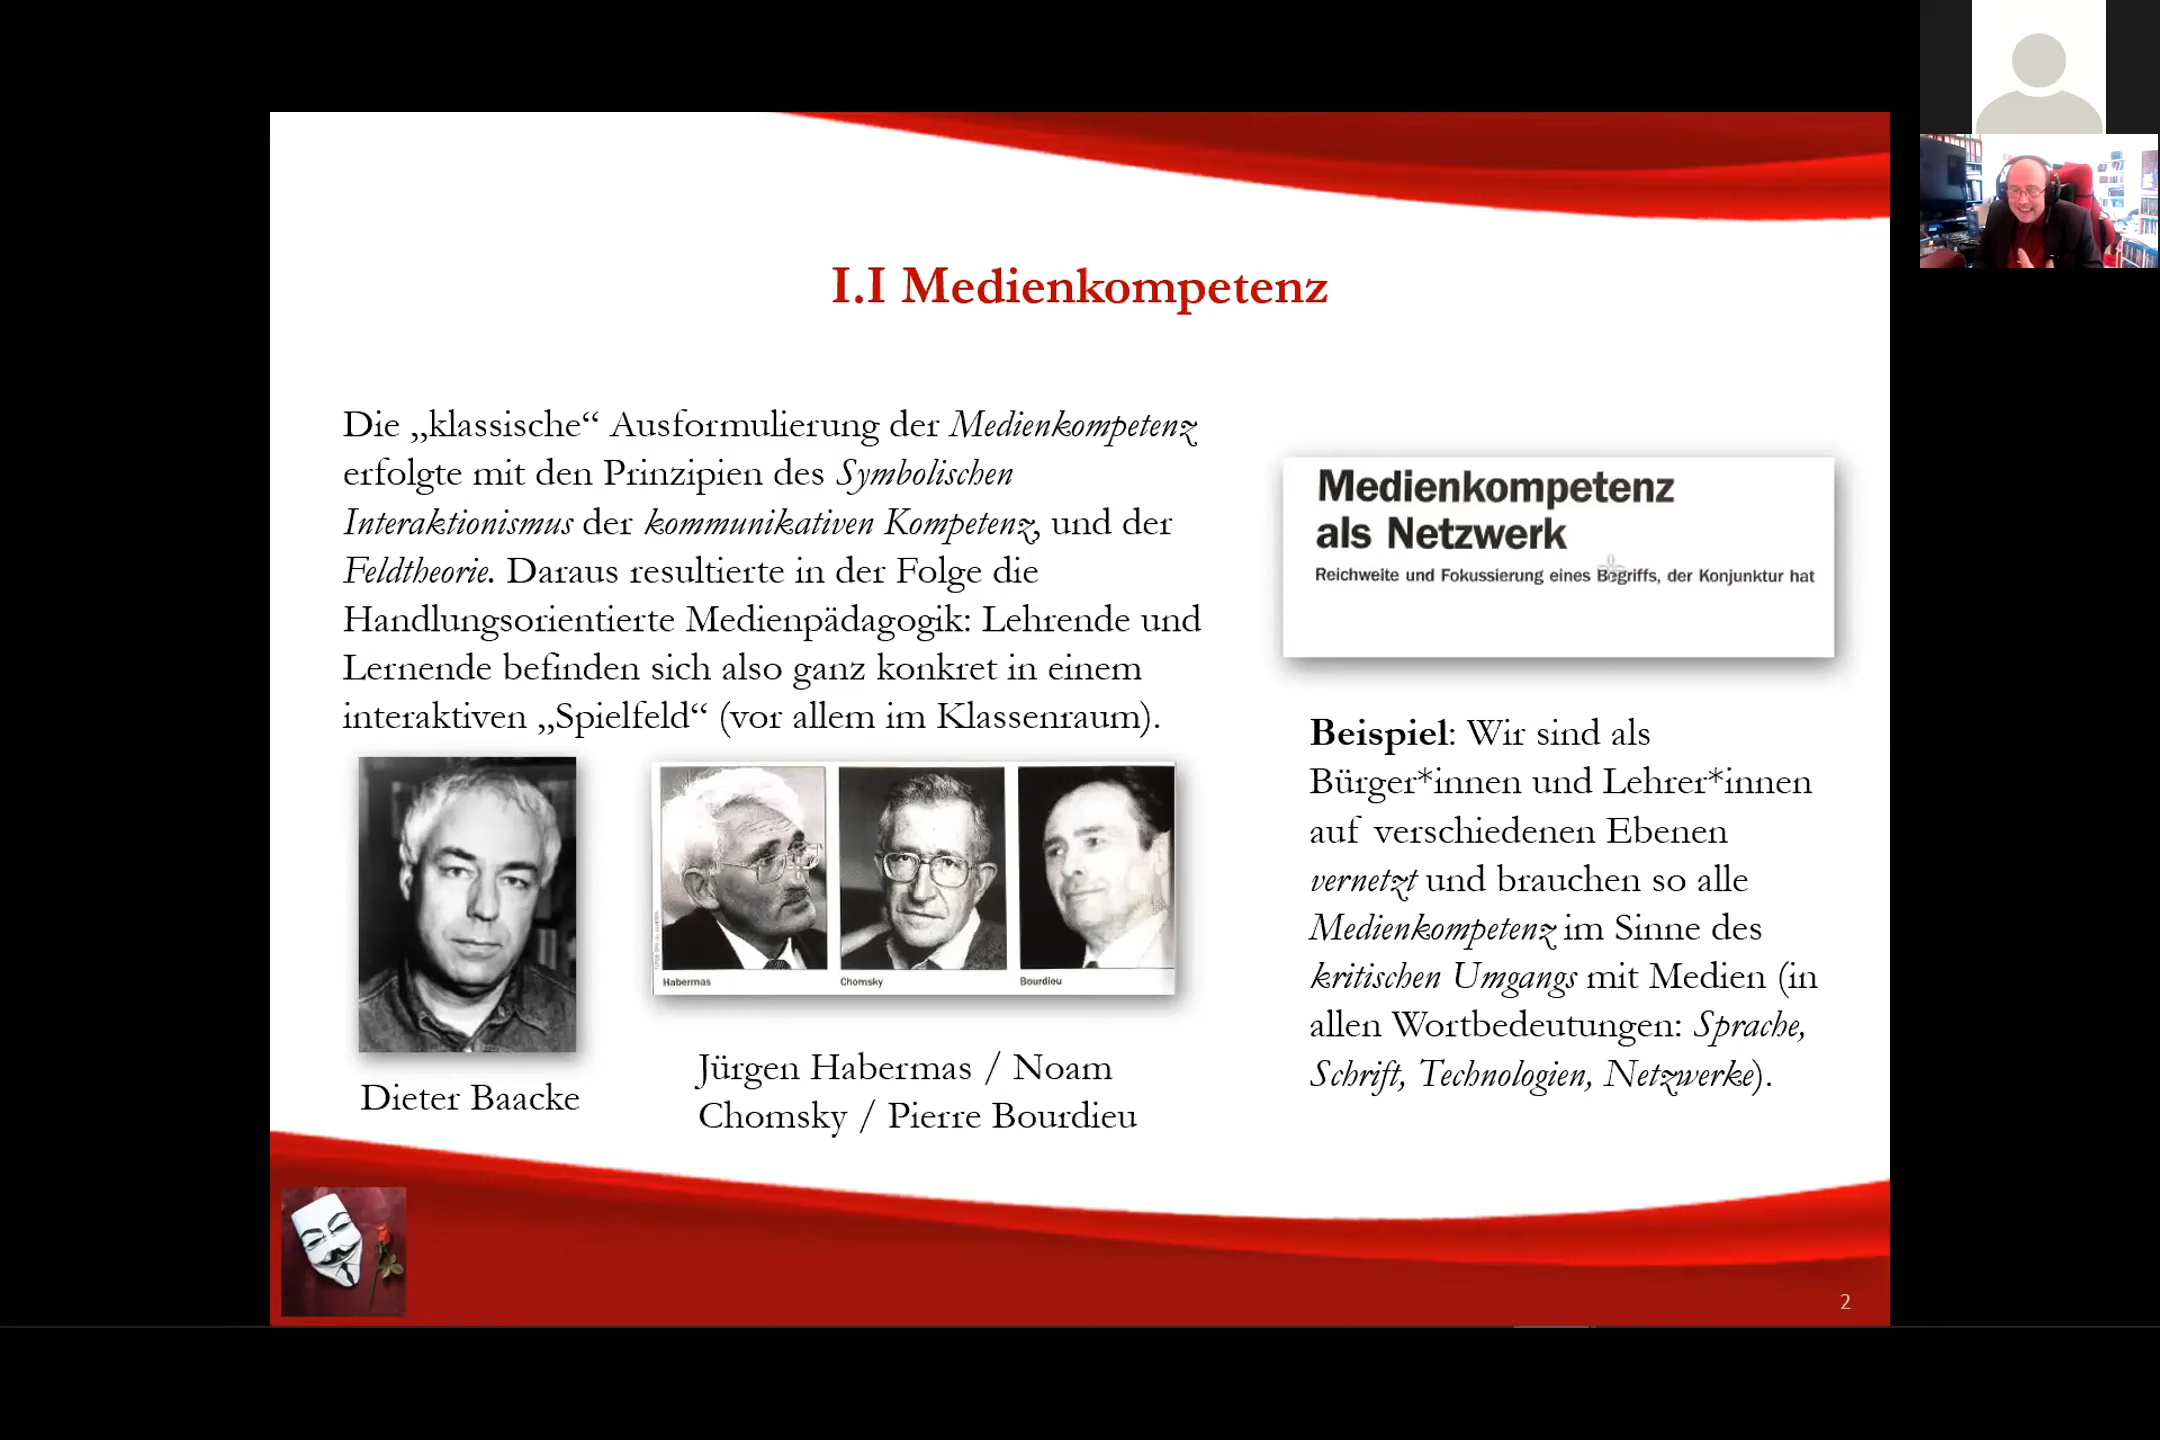 I.I Medienkompetenz
Die „klassische“ Ausformulierung der Medienkompetenz
erfolgte mit den Prinzipien des Symbolischen
Interaktionismus der kommunikativen Kompetenz, und der
Feldtheorie. Daraus resultierte in der Folge die
Handlungsorientierte Medienpädagogik: Lehrende und
Lernende befinden sich also ganz konkret in einem
interaktiven „Spielfeld“ (vor allem im Klassenraum).
Dieter Baacke
Habermas
Chomsky
Bourdieu
Jürgen Habermas / Noam
Chomsky / Pierre Bourdieu
Medienkompetenz
als Netzwerk
Reichweite und Fokussierung eines Begriffs, der Konjunktur hat
Beispiel: Wir sind als
Bürger*innen und Lehrer*innen
auf verschiedenen Ebenen
vernetzt und brauchen so alle
Medienkompetenz im Sinne des
kritischen Umgangs mit Medien (in
allen Wortbedeutungen: Sprache,
Schrift, Technologien, Netzwerke).
2